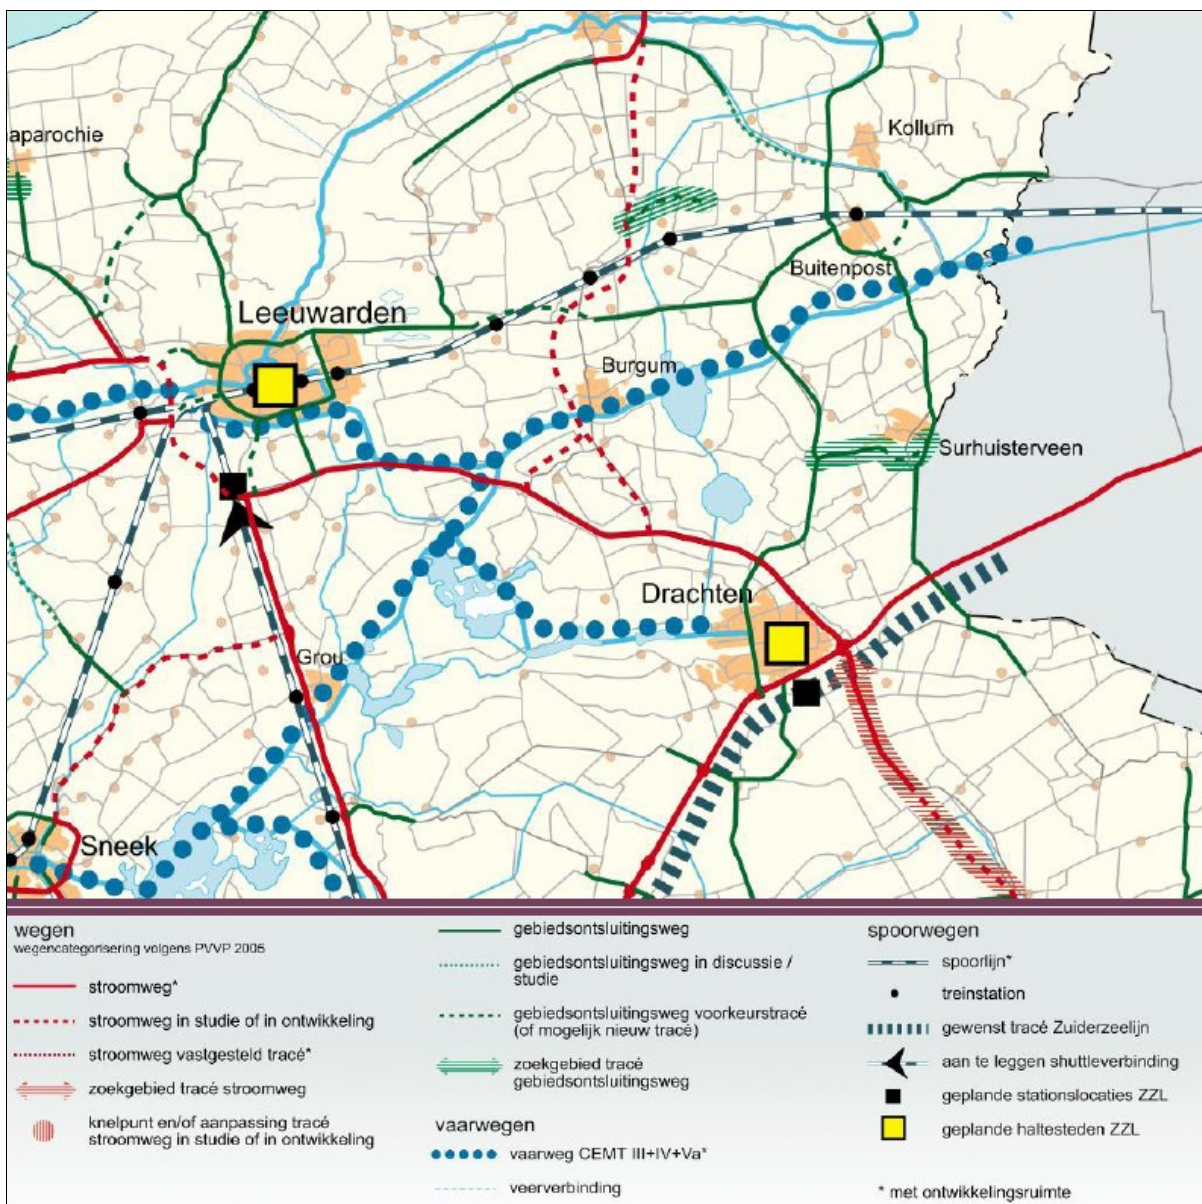 Kollum
aparochie
Buitenpost
Leeuwarden
Burgum
Surhuisterveen
Drachten
Grou
Sneek
wegen
wegencategorisering volgens PVVP 2005
stroomweg*
stroomweg in studie of in ontwikkeling
stroomweg vastgesteld tracé*
zoekgebied tracé stroomweg
knelpunt en/of aanpassing tracé
stroomweg in studie of in ontwikkeling
gebiedsontsluitingsweg
gebiedsontsluitingsweg in discussie /
studie
gebiedsontsluitingsweg voorkeurstracé
(of mogelijk nieuw tracé)
zoekgebied tracé
gebiedsontsluitingsweg
vaarwegen
vaarweg CEMT III+IV+Va*
veerverbinding
spoorwegen
spoorlijn*
treinstation
gewenst tracé Zuiderzeelijn
aan te leggen shuttleverbinding
geplande stationslocaties ZZL
geplande haltesteden ZZL
* met ontwikkelingsruimte